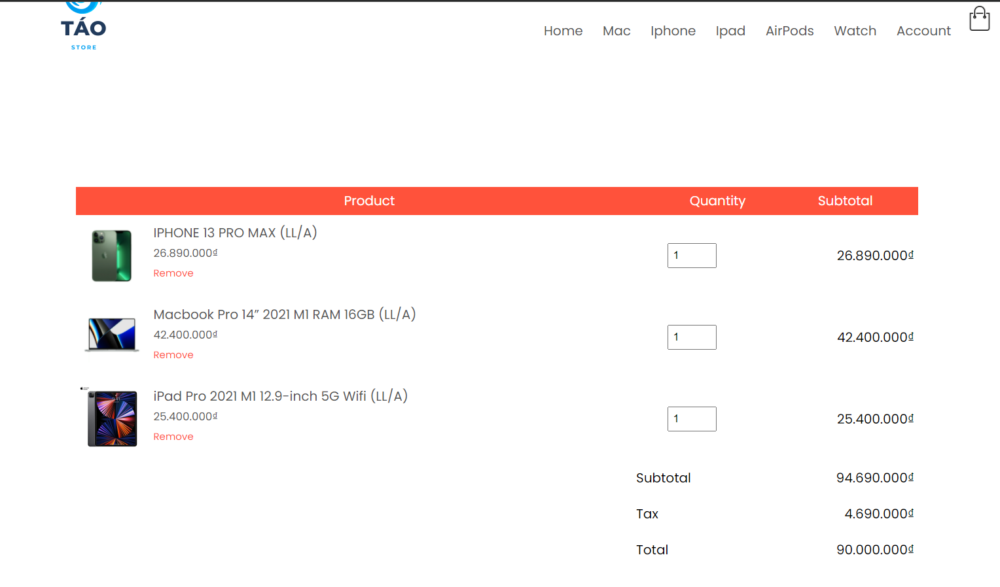 TÁO
STORE
Home Mac Iphone Ipad AirPods Watch Account
Product Quantity Subtotal
IPHONE 13 PRO MAX (LL/A)
26.890.000₫
Remove
1
26.890.000₫
Macbook Pro 14” 2021 M1 RAM 16GB (LL/A)
42.400.000₫
Remove
1
42.400.000₫
iPad Pro 2021 M1 12.9-inch 5G Wifi (LL/A)
25.400.000₫
Remove
1
25.400.000₫
Subtotal 94.690.000₫
Tax 4.690.000₫
Total 90.000.000₫